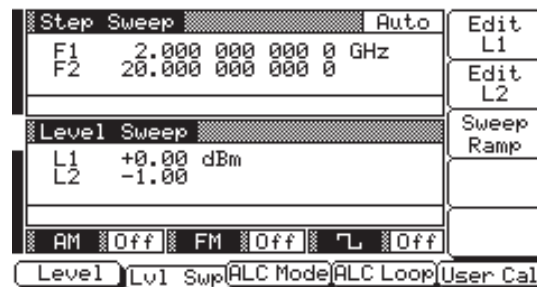 Step Sweep Auto
F1 2.000 000 000 0 GHz
F2 20.000 000 000 0
Level Sweep
L1 +0.00 dBm
L2 -1.00
AM Off FM Off Off
Edit L1
Edit L2
Sweep Ramp
Level Lvl Swp ALC Mode ALC Loop User Cal